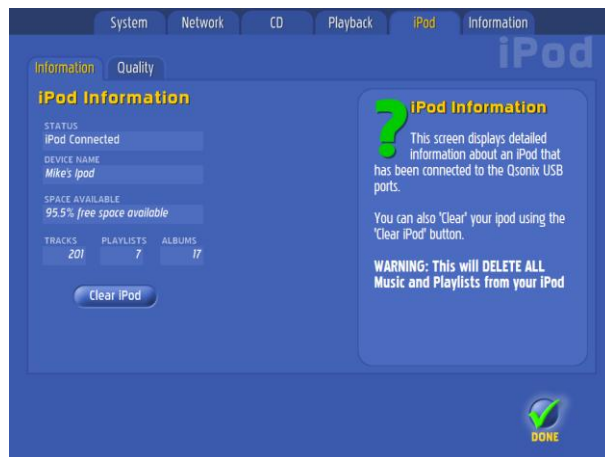 System Network CD Playback iPod Information
iPod
Information Quality
iPod Information
STATUS
iPod Connected
DEVICE NAME
Mike's Ipod
SPACE AVAILABLE
95.5% free space available
TRACKS PLAYLISTS ALBUMS
201 7 17
Clear iPod
iPod Information
This screen displays detailed
information about an iPod that
has been connected to the Qsonix USB
ports.
You can also 'Clear' your ipod using the
'Clear iPod' button.
WARNING: This will DELETE ALL
Music and Playlists from your iPod
DONE